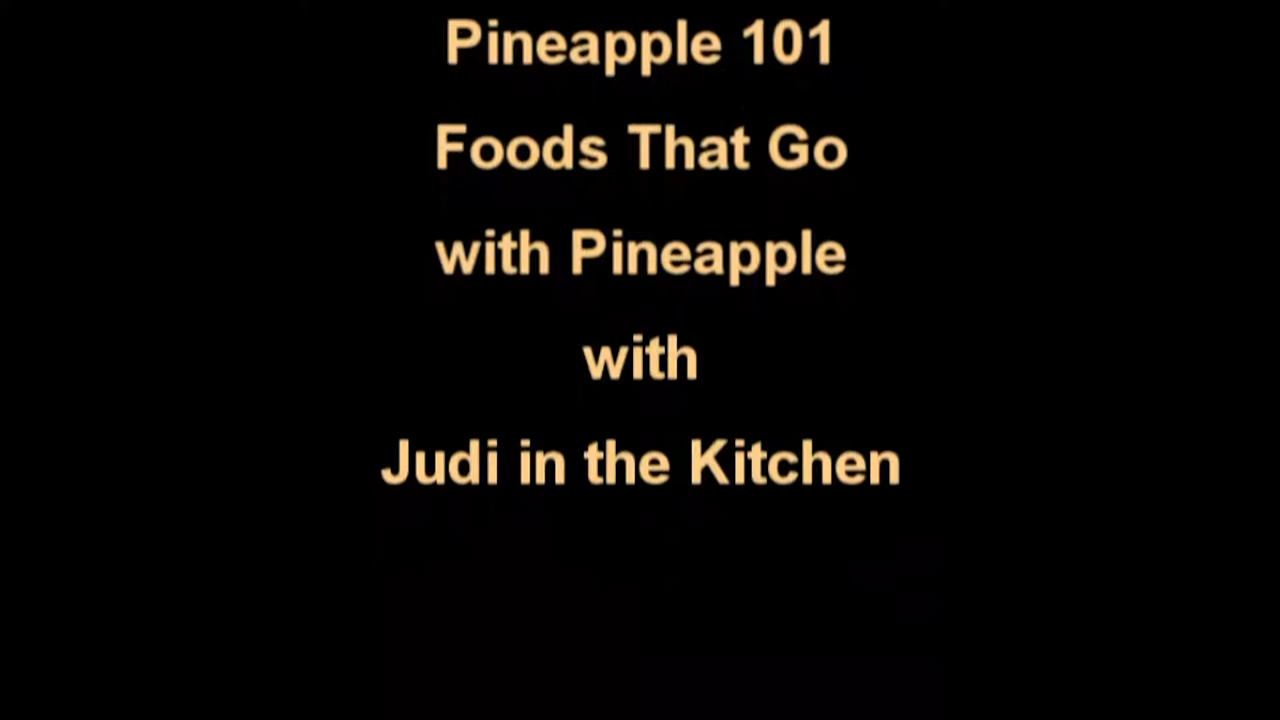 Pineapple 101
Foods That Go
with Pineapple
with
Judi in the Kitchen